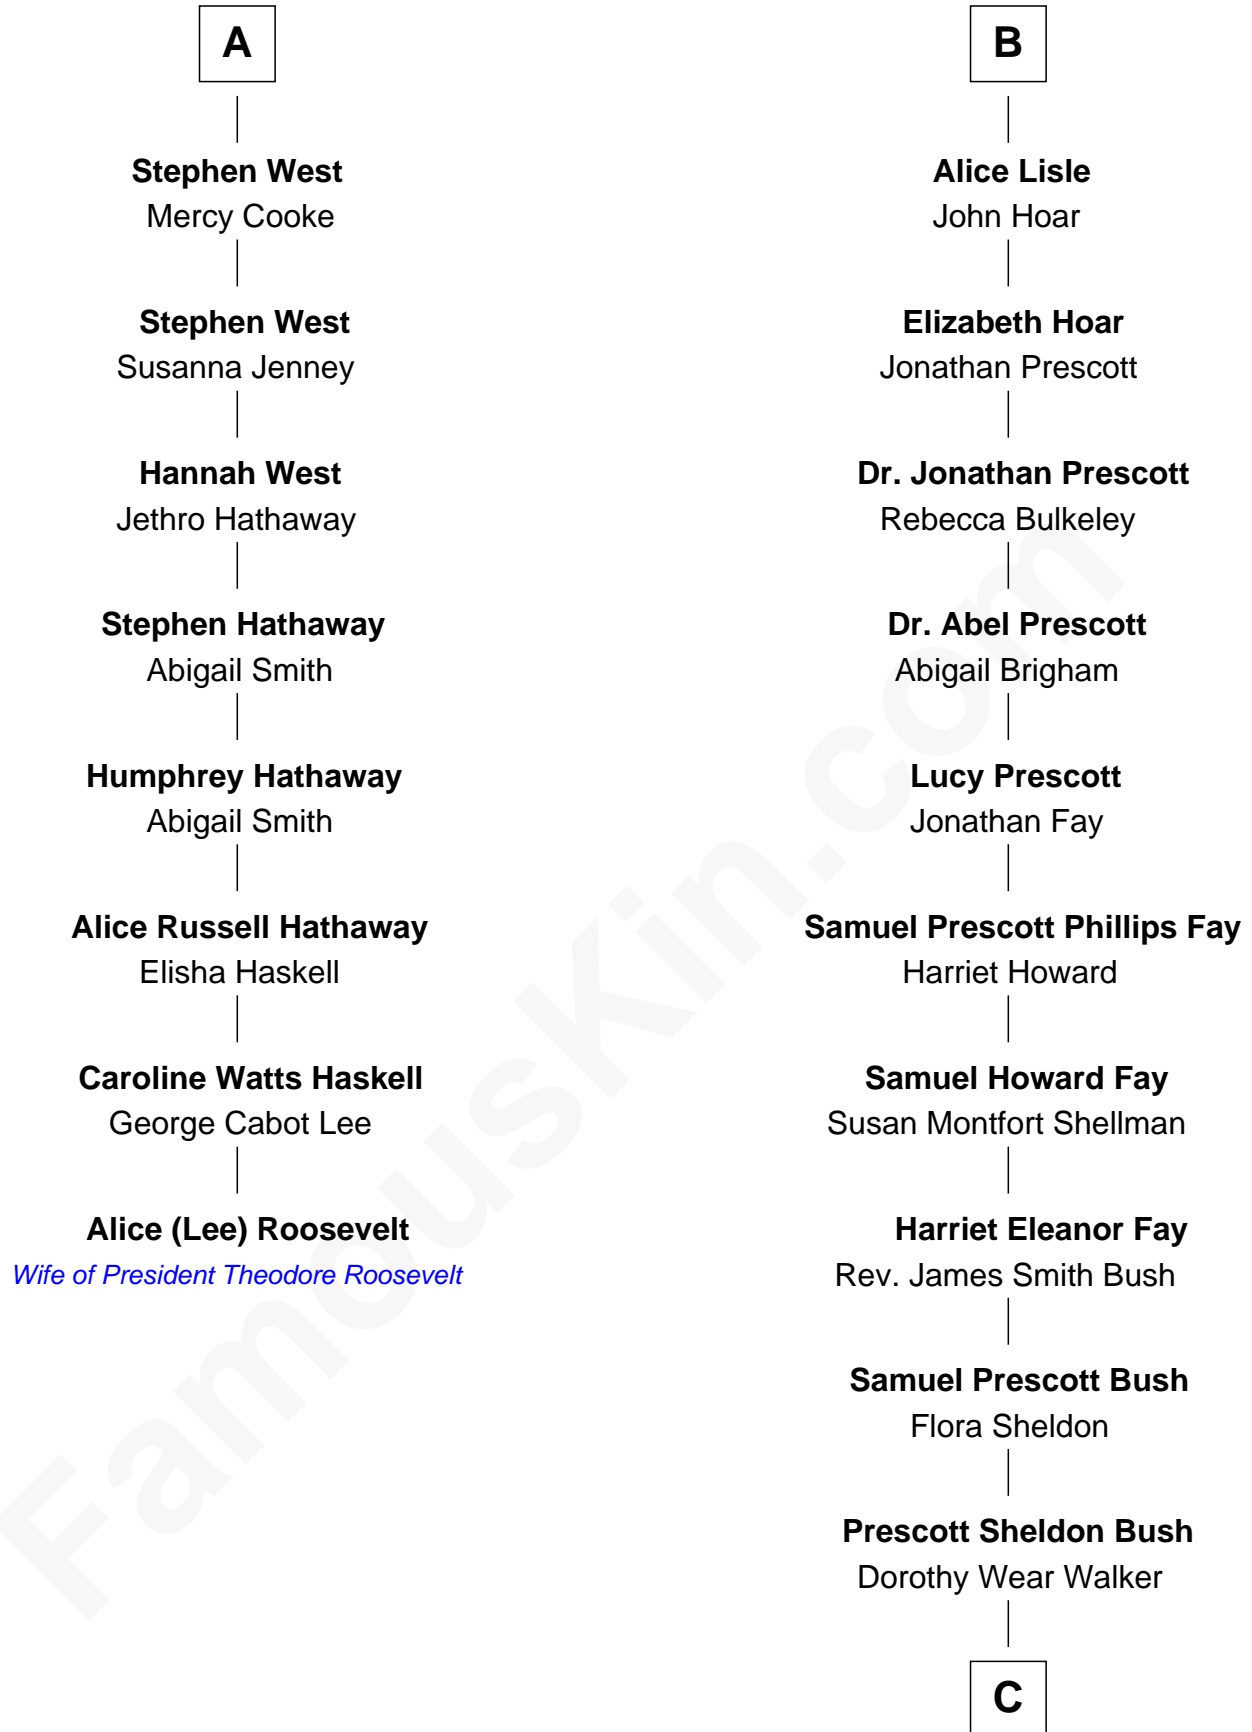 A
Stephen West
Mercy Cooke
Stephen West
Susanna Jenney
Hannah West
Jethro Hathaway
Stephen Hathaway
Abigail Smith
Humphrey Hathaway
Abigail Smith
Alice Russell Hathaway
Elisha Haskell
Caroline Watts Haskell
George Cabot Lee
Alice (Lee) Roosevelt
Wife of President Theodore Roosevelt
B
Alice Lisle
John Hoar
Elizabeth Hoar
Jonathan Prescott
Dr. Jonathan Prescott
Rebecca Bulkeley
Dr. Abel Prescott
Abigail Brigham
Lucy Prescott
Jonathan Fay
Samuel Prescott Phillips Fay
Harriet Howard
Samuel Howard Fay
Susan Montfort Shellman
Harriet Eleanor Fay
Rev. James Smith Bush
Samuel Prescott Bush
Flora Sheldon
Prescott Sheldon Bush
Dorothy Wear Walker
C
FamousKin.com